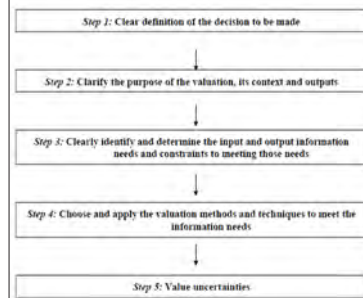 Step 1: Clear definition of the decision to be made
Step 2: Clarify the purpose of the valuation, its context and outputs
Step 3: Clearly identify and determine the input and output information
needs and constraints to meeting those needs
Step 4: Choose and apply the valuation methods and techniques to meet the
information needs
Step 5: Value uncertainties